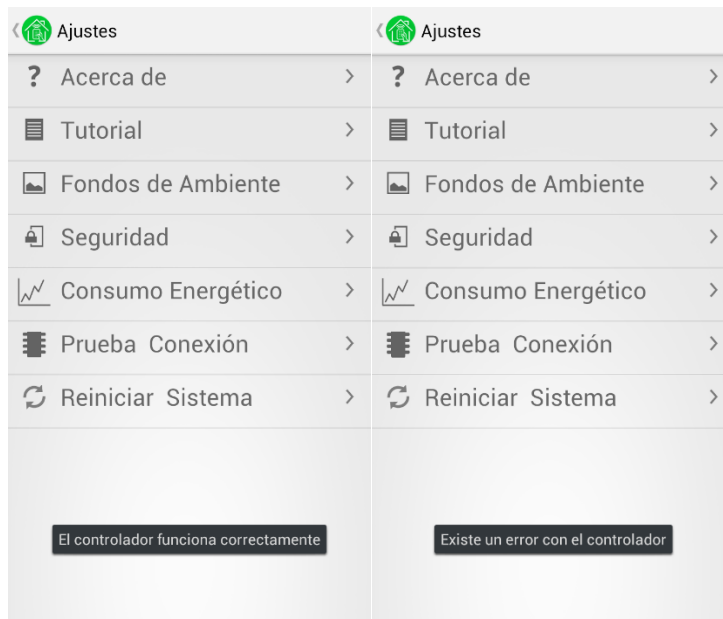 Ajustes
? Acerca de
Tutorial
Fondos de Ambiente
Seguridad
Consumo Energético
Prueba Conexión
Reiniciar Sistema
El controlador funciona correctamente
Ajustes
? Acerca de
Tutorial
Fondos de Ambiente
Seguridad
Consumo Energético
Prueba Conexión
Reiniciar Sistema
Existe un error con el controlador